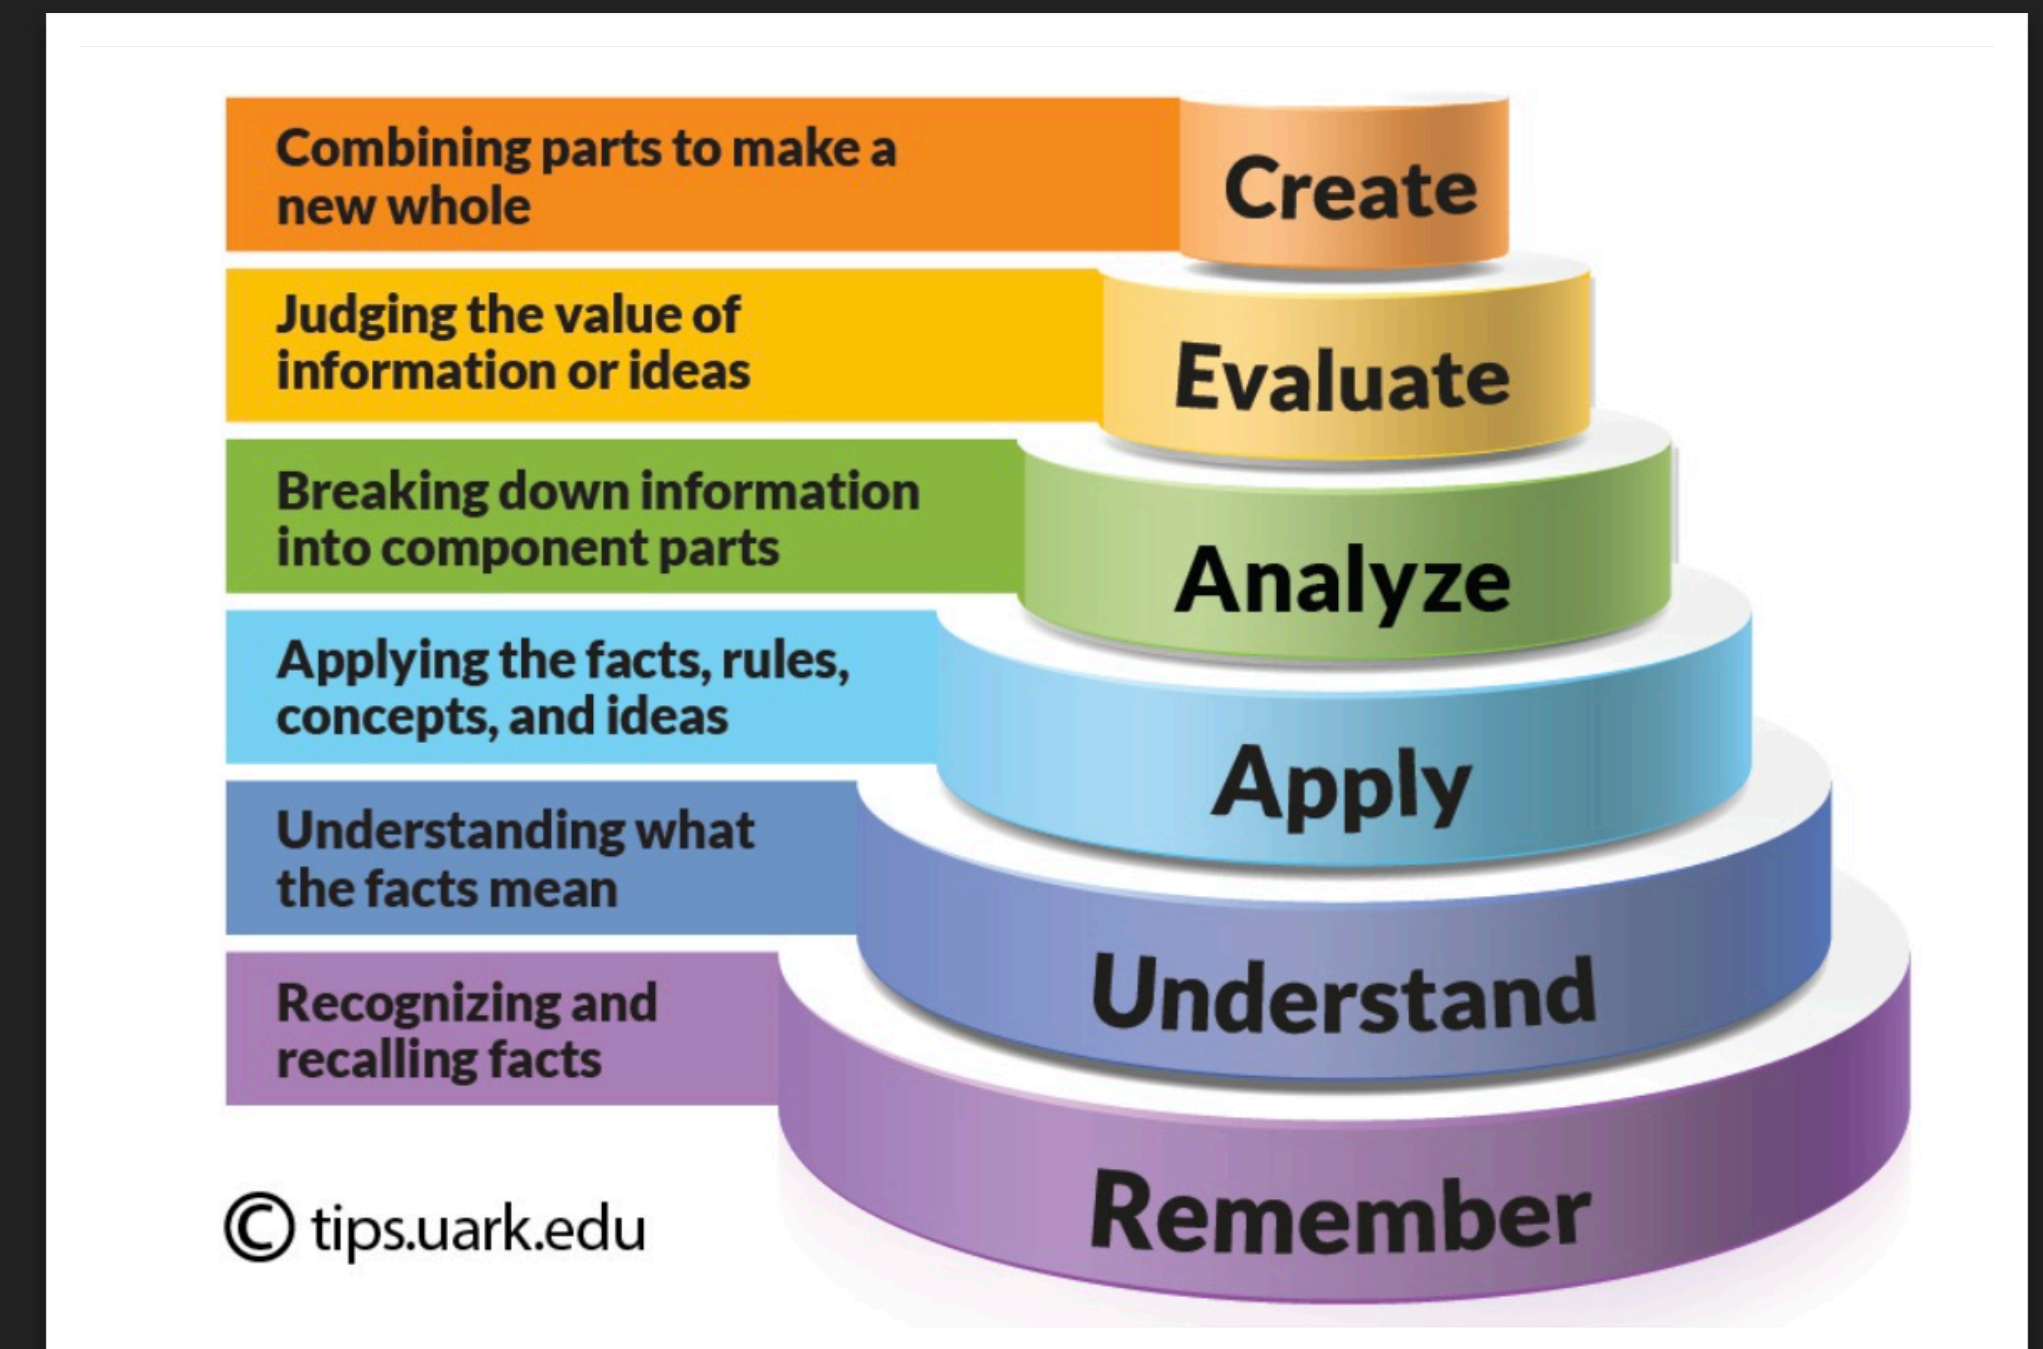 Combining parts to make a
new whole
Create
Judging the value of
information or ideas
Evaluate
Breaking down information
into component parts
Analyze
Applying the facts, rules,
concepts, and ideas
Apply
Understanding what
the facts mean
Understand
Recognizing and
recalling facts
Remember
© tips.uark.edu